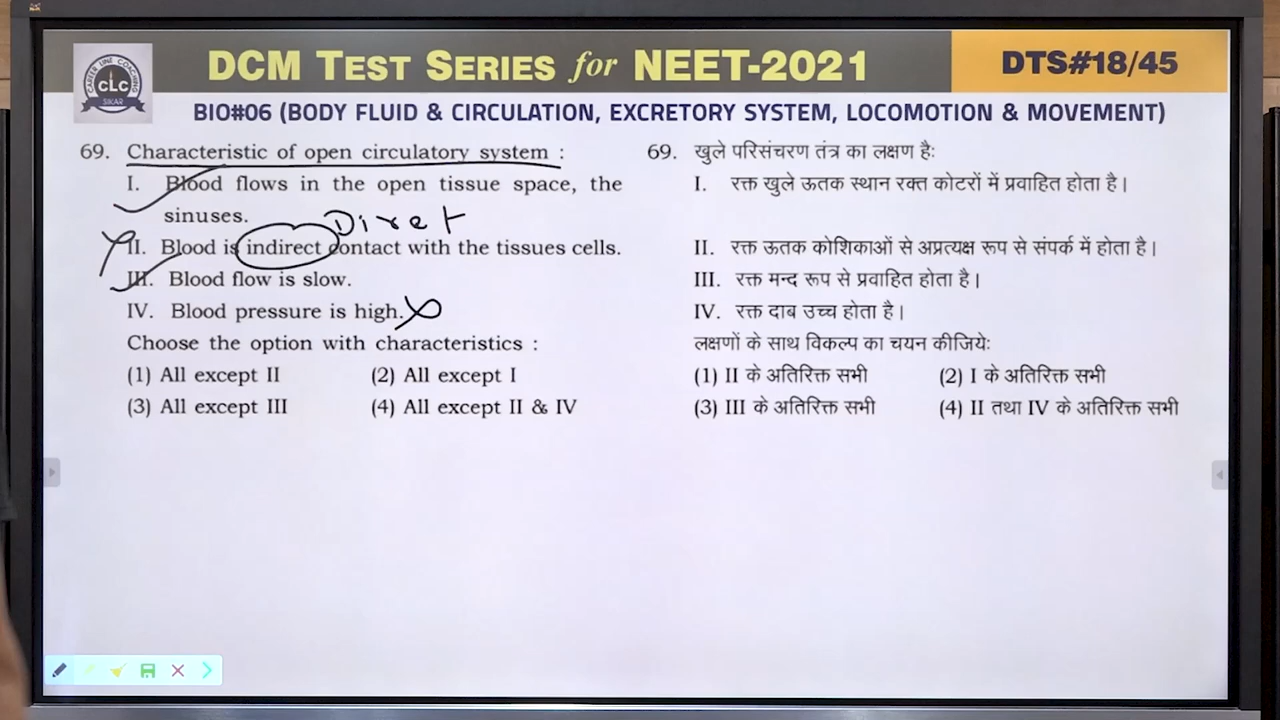 DCM TEST SERIES for NEET-2021
DTS#18/45
CAREER LINE COACHING
CLC
SIKAR
BIO#06 (BODY FLUID & CIRCULATION, EXCRETORY SYSTEM, LOCOMOTION & MOVEMENT)
69. Characteristic of open circulatory system :
I. Blood flows in the open tissue space, the
sinuses.
Diret
II. Blood is indirect contact with the tissues cells.
III. Blood flow is slow.
IV. Blood pressure is high.
Choose the option with characteristics :
(1) All except II (2) All except I
(3) All except III (4) All except II & IV
69. खुले परिसंचरण तंत्र का लक्षण है:
I. रक्त खुले ऊतक स्थान रक्त कोटरों में प्रवाहित होता है।
II. रक्त ऊतक कोशिकाओं से अप्रत्यक्ष रूप से संपर्क में होता है।
III. रक्त मन्द रूप से प्रवाहित होता है।
IV. रक्त दाब उच्च होता है।
लक्षणों के साथ विकल्प का चयन कीजिये:
(1) II के अतिरिक्त सभी (2) I के अतिरिक्त सभी
(3) III के अतिरिक्त सभी (4) II तथा IV के अतिरिक्त सभी